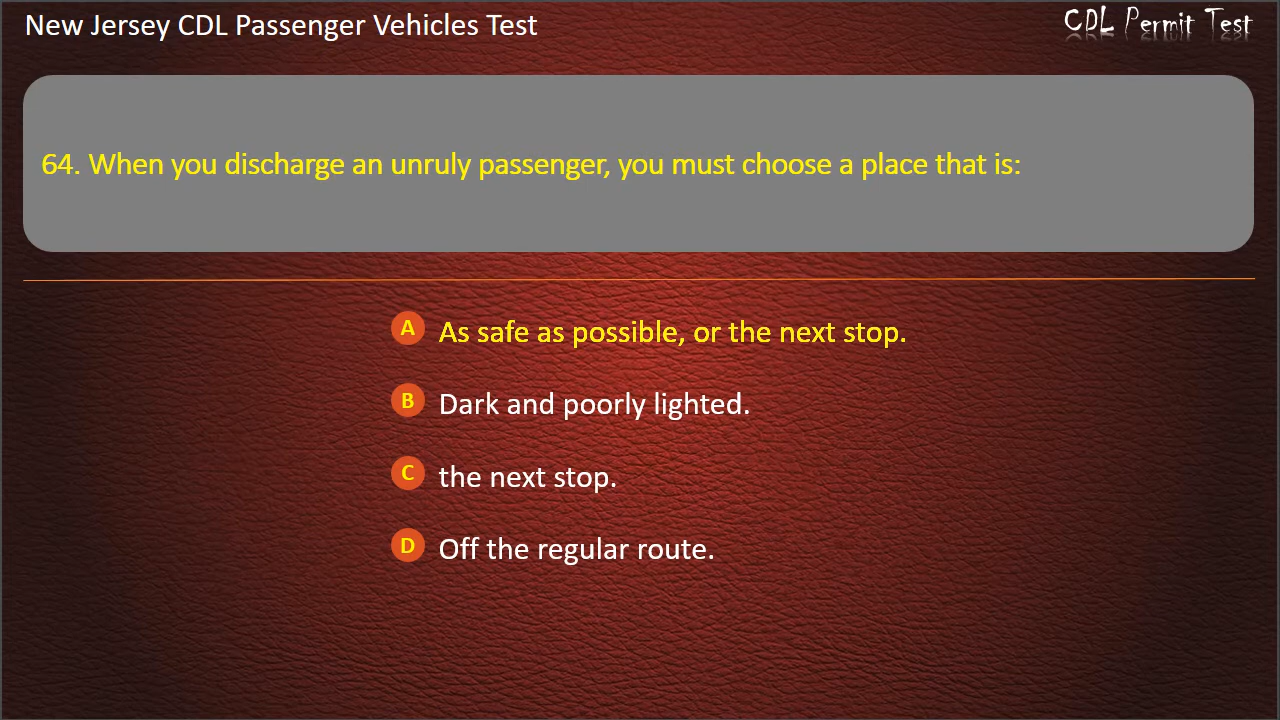 New Jersey CDL Passenger Vehicles Test
CDL Permit Test
64. When you discharge an unruly passenger, you must choose a place that is:
A As safe as possible, or the next stop.
B Dark and poorly lighted.
C the next stop.
D Off the regular route.